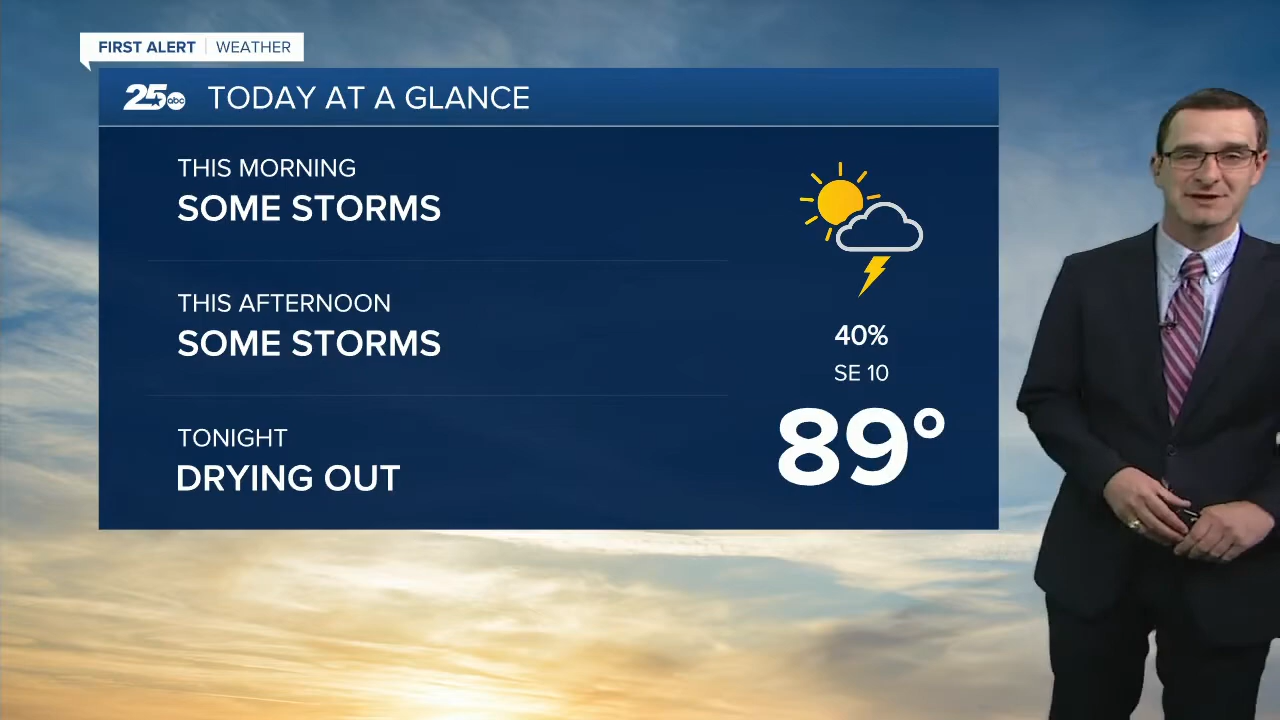 FIRST ALERT | WEATHER
25 abc TODAY AT A GLANCE
THIS MORNING
SOME STORMS
THIS AFTERNOON
SOME STORMS
TONIGHT
DRYING OUT
40%
SE 10
89°